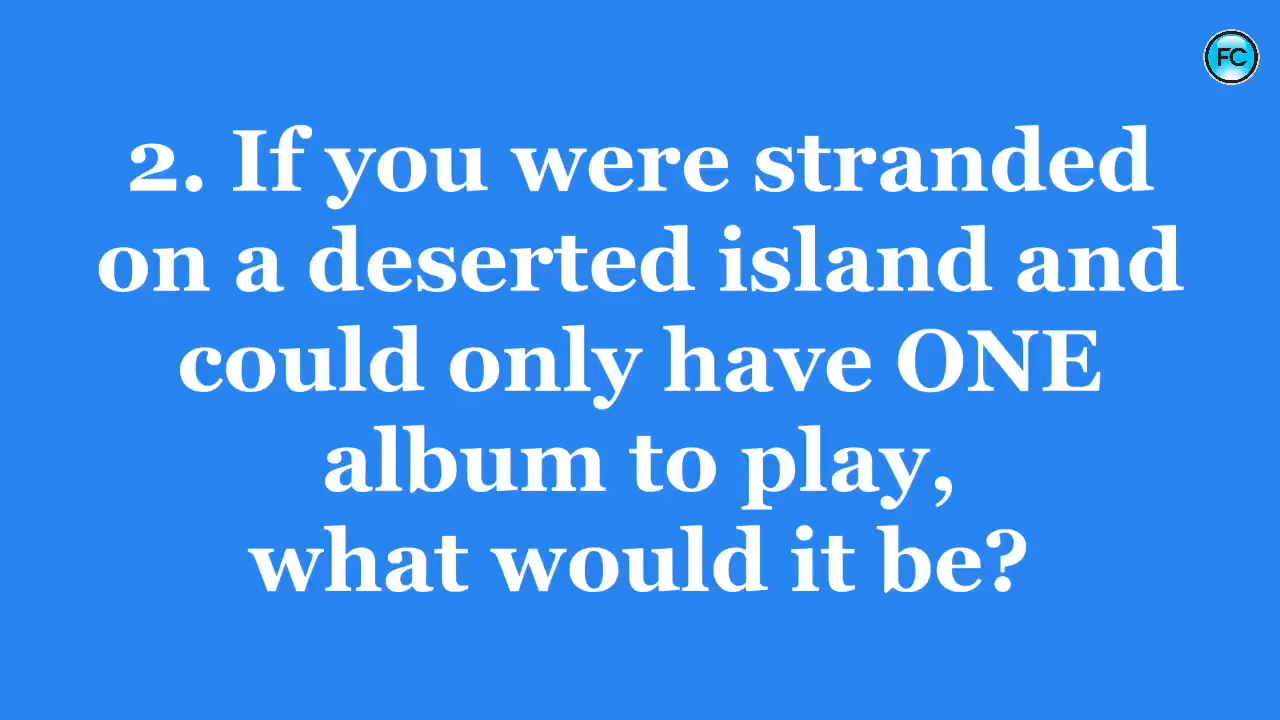 FC
2. If you were stranded
on a deserted island and
could only have ONE
album to play,
what would it be?